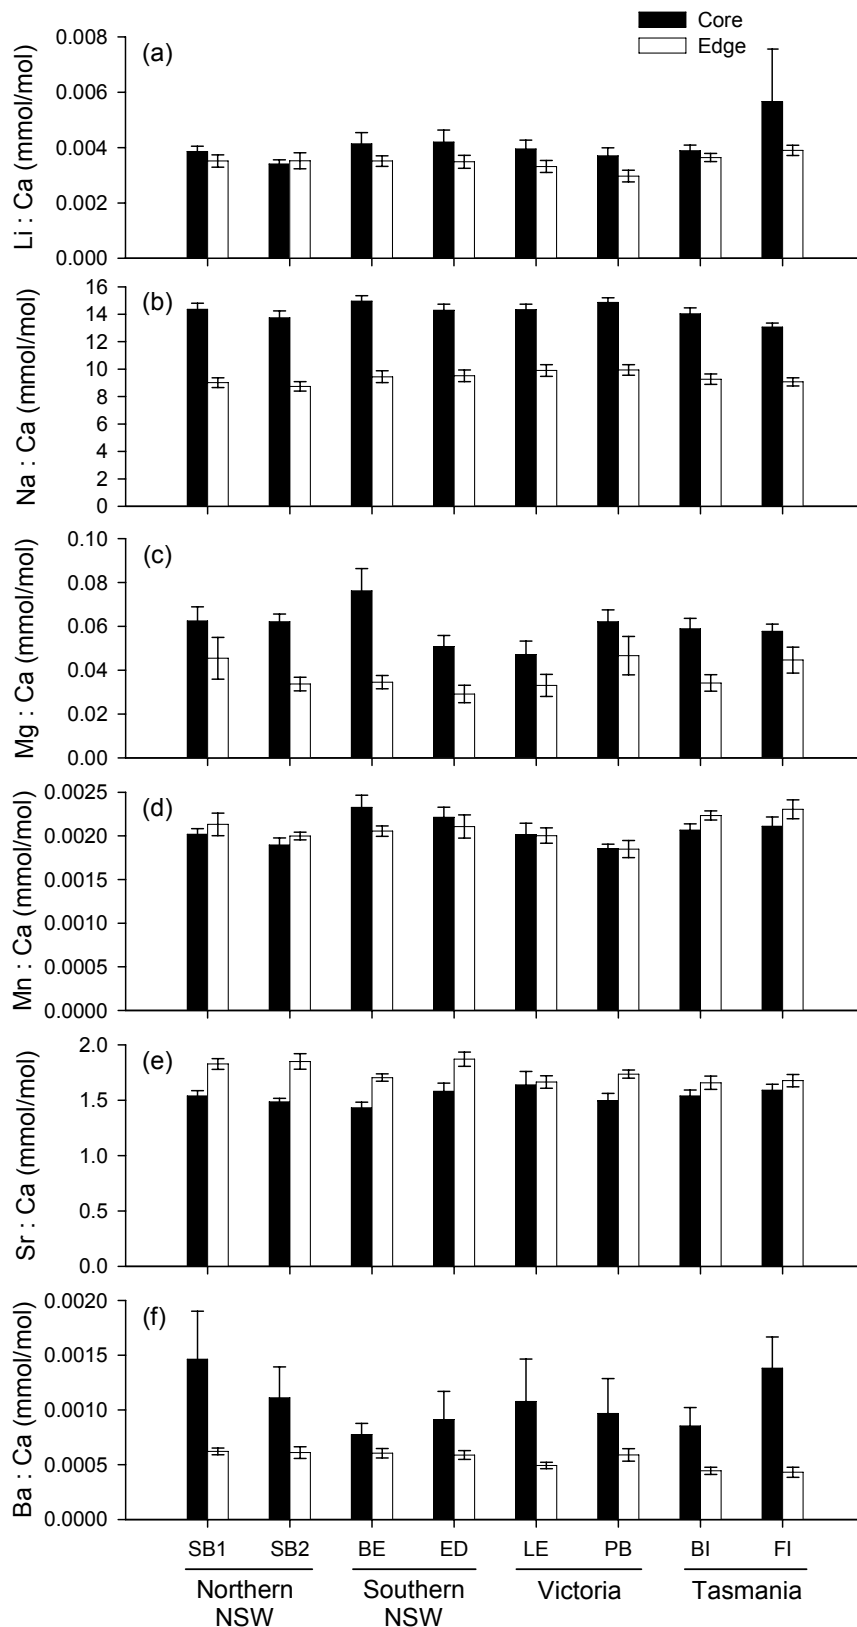 Core
Edge
(a)
Li : Ca (mmol/mol)
0.008
0.006
0.004
0.002
0.000
(b)
Na : Ca (mmol/mol)
16
14
12
10
8
6
4
2
0
(c)
Mg : Ca (mmol/mol)
0.10
0.08
0.06
0.04
0.02
0.00
(d)
Mn : Ca (mmol/mol)
0.0025
0.0020
0.0015
0.0010
0.0005
0.0000
(e)
Sr : Ca (mmol/mol)
2.0
1.5
1.0
0.5
0.0
(f)
Ba : Ca (mmol/mol)
0.0020
0.0015
0.0010
0.0005
0.0000
SB1 SB2 BE ED LE PB BI FI
Northern Southern Victoria Tasmania
NSW NSW